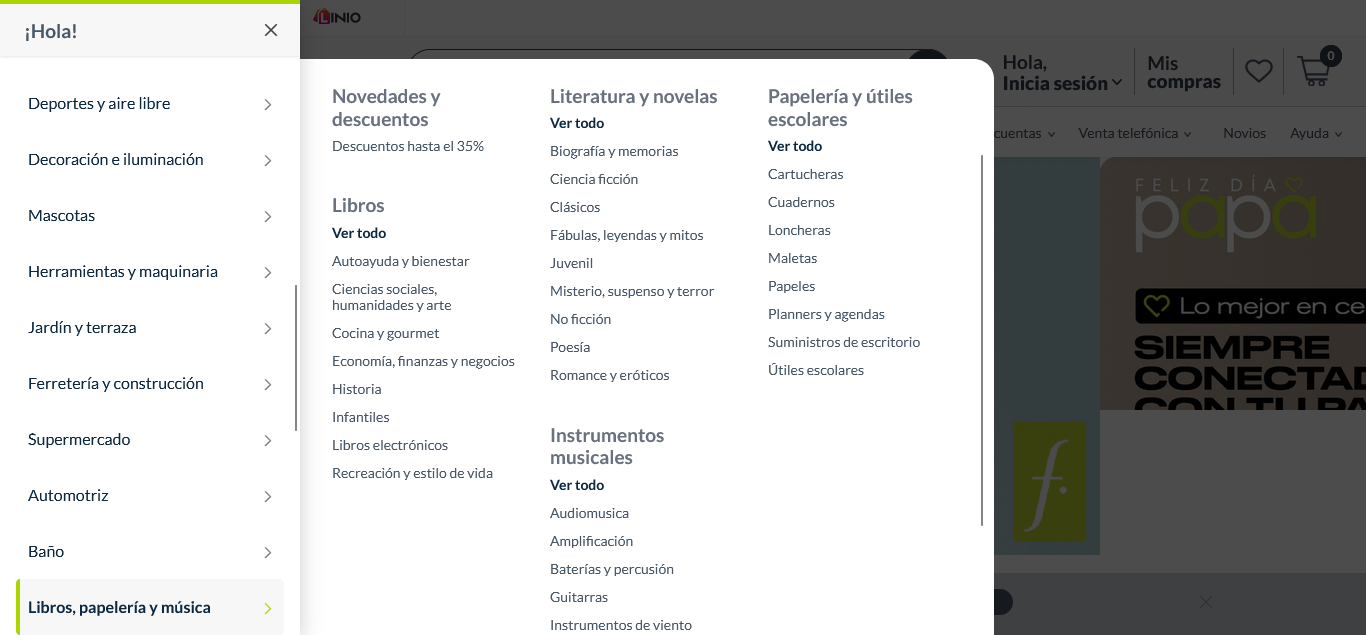 ¡Hola!
Deportes y aire libre
Decoración e iluminación
Mascotas
Herramientas y maquinaria
Jardín y terraza
Ferretería y construcción
Supermercado
Automotriz
Baño
Libros, papelería y música
Novedades y
descuentos
Descuentos hasta el 35%
Libros
Ver todo
Autoayuda y bienestar
Ciencias sociales,
humanidades y arte
Cocina y gourmet
Economía, finanzas y negocios
Historia
Infantiles
Libros electrónicos
Recreación y estilo de vida
Literatura y novelas
Ver todo
Biografía y memorias
Ciencia ficción
Clásicos
Fábulas, leyendas y mitos
Juvenil
Misterio, suspenso y terror
No ficción
Poesía
Romance y eróticos
Instrumentos
musicales
Ver todo
Audiomusica
Amplificación
Baterías y percusión
Guitarras
Instrumentos de viento
Papelería y útiles
escolares
Ver todo
Cartucheras
Cuadernos
Loncheras
Maletas
Papeles
Planners y agendas
Suministros de escritorio
Útiles escolares
LINIO
Hola,
Inicia sesión
Mis
compras
0
cuentas
Venta telefónica
Novios
Ayuda
FELIZ DÍA
papá
Lo mejor en ce
SIEMPRE
CONECTAD
CON TU PA
f.